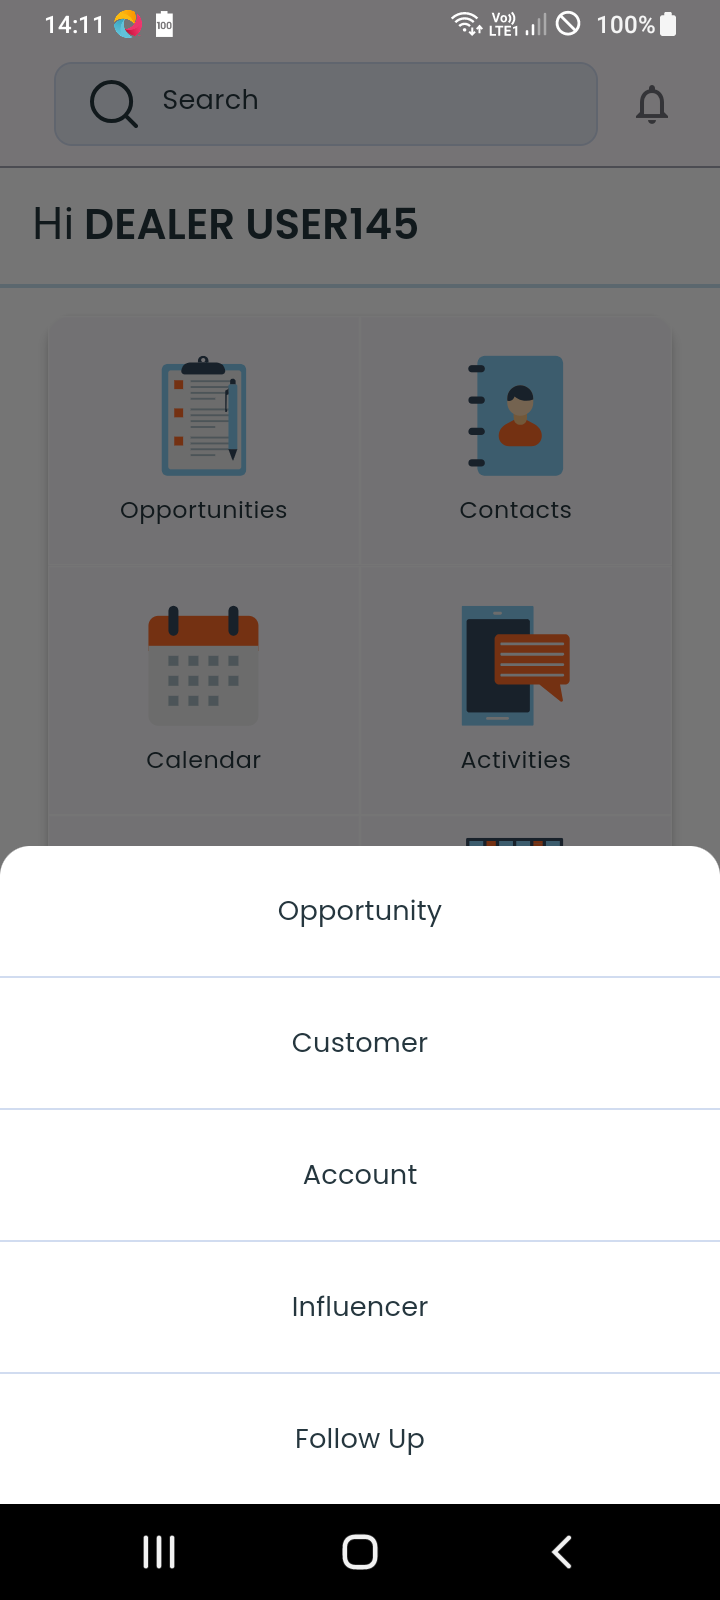 14:11
100
Vo))
LTE1
100%
Search
Hi DEALER USER145
Opportunities
Contacts
Calendar
Activities
Opportunity
Customer
Account
Influencer
Follow Up